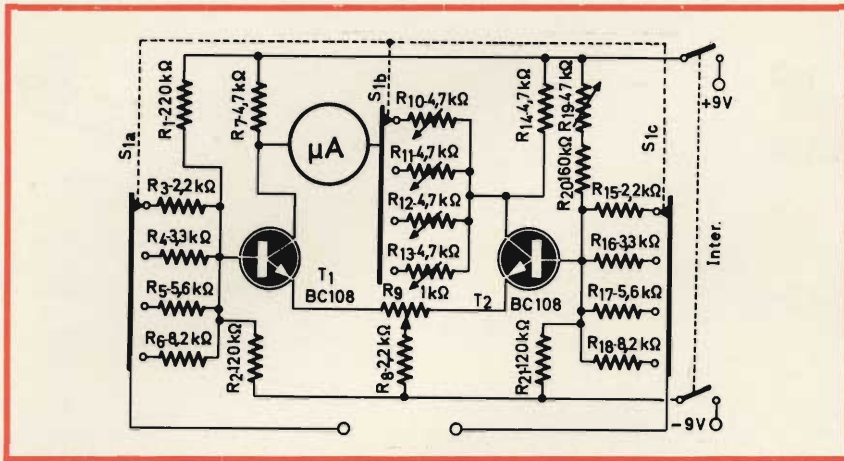 S1a
R1-220kΩ
R7-4,7kΩ
µA
S1b
R10-4,7kΩ
R11-4,7kΩ
R12-4,7kΩ
R13-4,7kΩ
R14-4,7kΩ
R19-47kΩ
R20-160kΩ
S1c
+9V
R3-2,2kΩ
R4-3,3kΩ
R5-5,6kΩ
R6-8,2kΩ
R2-120kΩ
T1
BC108
R9
1kΩ
R8-2,2kΩ
T2
BC108
R15-2,2kΩ
R16-3,3kΩ
R17-5,6kΩ
R18-8,2kΩ
R21-120kΩ
Inter.
-9V